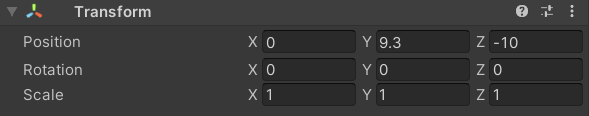 Transform
Position X 0 Y 9.3 Z -10
Rotation X 0 Y 0 Z 0
Scale X 1 Y 1 Z 1